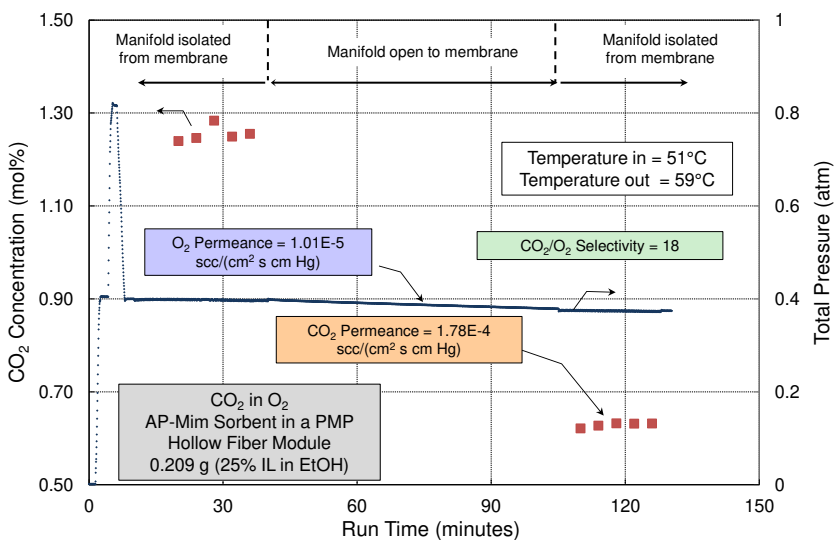 Manifold isolated
from membrane
Manifold open to membrane
Manifold isolated
from membrane
1.50
1.30
1.10
0.90
0.70
0.50
CO₂ Concentration (mol%)
1
0.8
0.6
0.4
0.2
0
Total Pressure (atm)
Temperature in = 51°C
Temperature out = 59°C
O₂ Permeance = 1.01E-5
scc/(cm² s cm Hg)
CO₂/O₂ Selectivity = 18
CO₂ Permeance = 1.78E-4
scc/(cm² s cm Hg)
CO₂ in O₂
AP-Mim Sorbent in a PMP
Hollow Fiber Module
0.209 g (25% IL in EtOH)
0 30 60 90 120 150
Run Time (minutes)